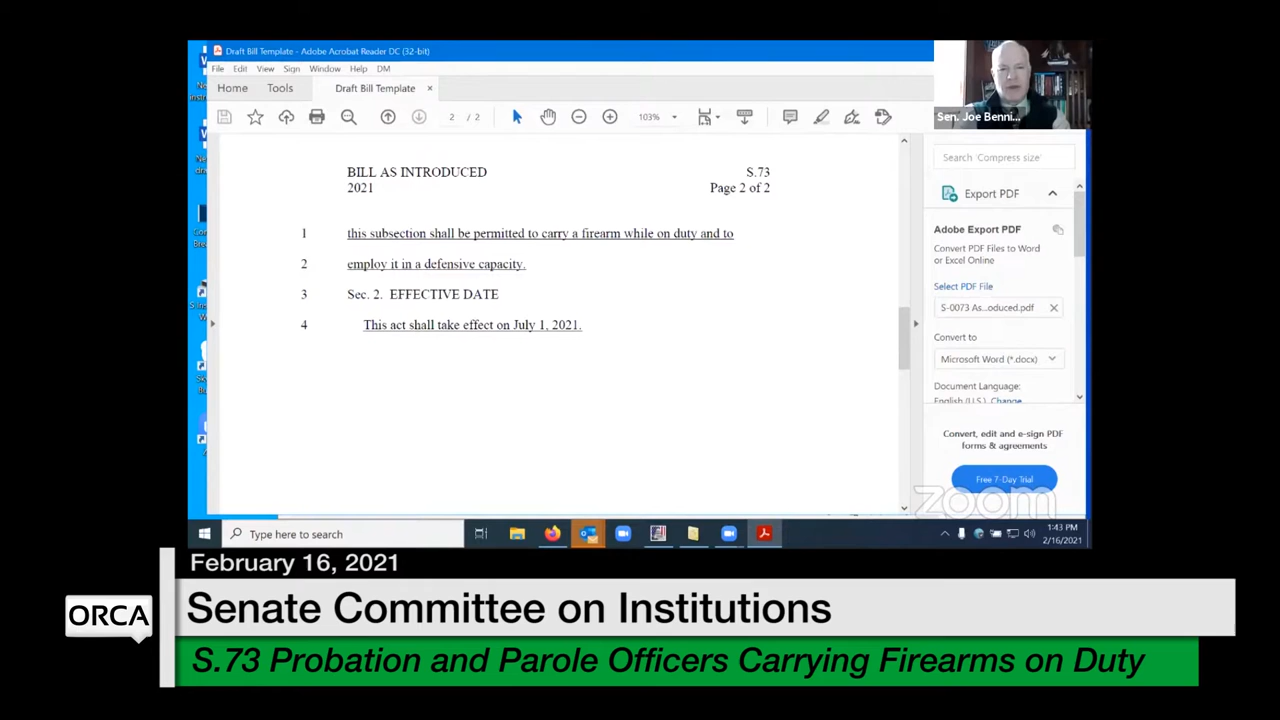 Draft Bill Template - Adobe Acrobat Reader DC (32-bit)
File Edit View Sign Window Help DM
Home Tools Draft Bill Template ×
2 / 2 103%
Sen. Joe Benni...
BILL AS INTRODUCED S.73
2021 Page 2 of 2
1 this subsection shall be permitted to carry a firearm while on duty and to
2 employ it in a defensive capacity.
3 Sec. 2. EFFECTIVE DATE
4 This act shall take effect on July 1, 2021.
Search 'Compress size'
Export PDF
Adobe Export PDF
Convert PDF Files to Word
or Excel Online
Select PDF File
S-0073 As...oduced.pdf ×
Convert to
Microsoft Word (*.docx)
Document Language:
English (U.S.) Change
Convert, edit and e-sign PDF
forms & agreements
Free 7-Day Trial
zoom
Type here to search
1:43 PM
2/16/2021
February 16, 2021
ORCA
Senate Committee on Institutions
S.73 Probation and Parole Officers Carrying Firearms on Duty